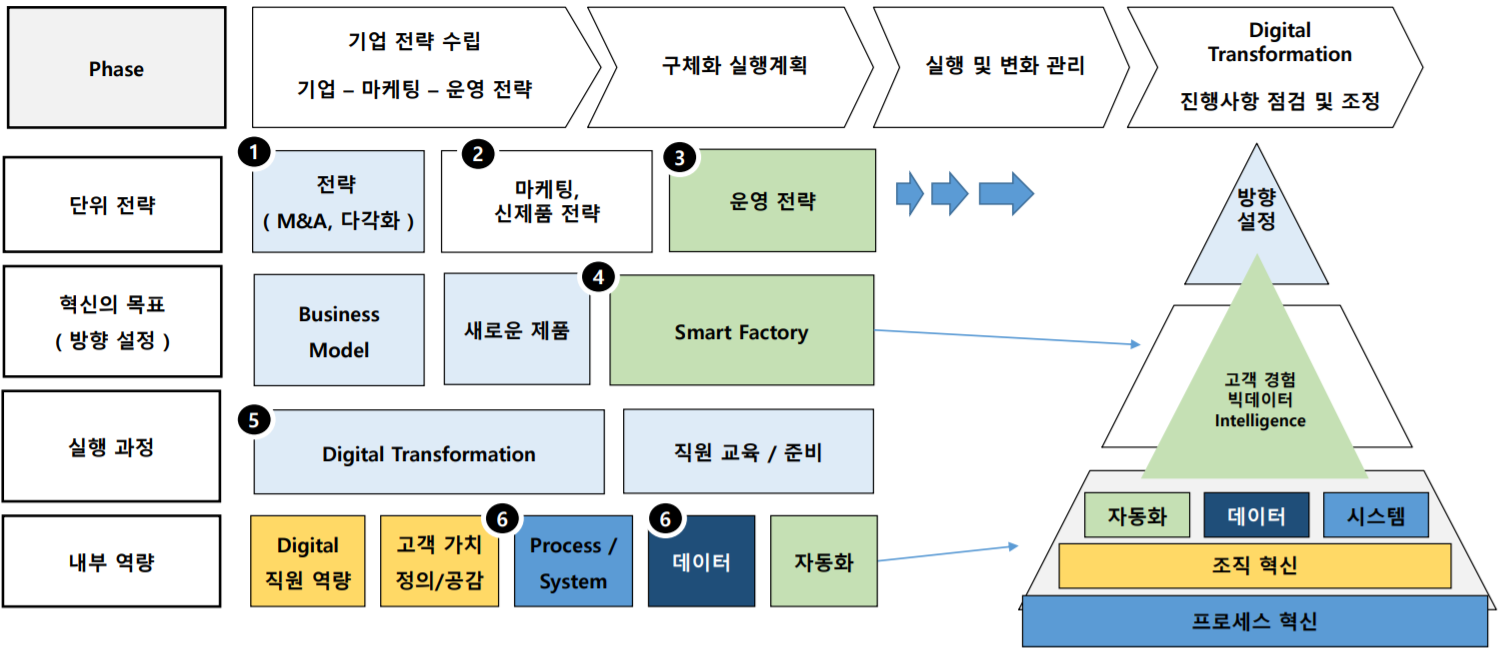 Phase
기업 전략 수립
기업 – 마케팅 – 운영 전략
구체화 실행계획
실행 및 변화 관리
Digital
Transformation
진행사항 점검 및 조정
단위 전략
1
전략
( M&A, 다각화 )
2
마케팅,
신제품 전략
3
운영 전략
방향
설정
혁신의 목표
( 방향 설정 )
Business
Model
새로운 제품
4
Smart Factory
고객 경험
빅데이터
Intelligence
실행 과정
5
Digital Transformation
직원 교육 / 준비
내부 역량
Digital
직원 역량
고객 가치
정의/공감
6
Process /
System
6
데이터
자동화
자동화
데이터
시스템
조직 혁신
프로세스 혁신